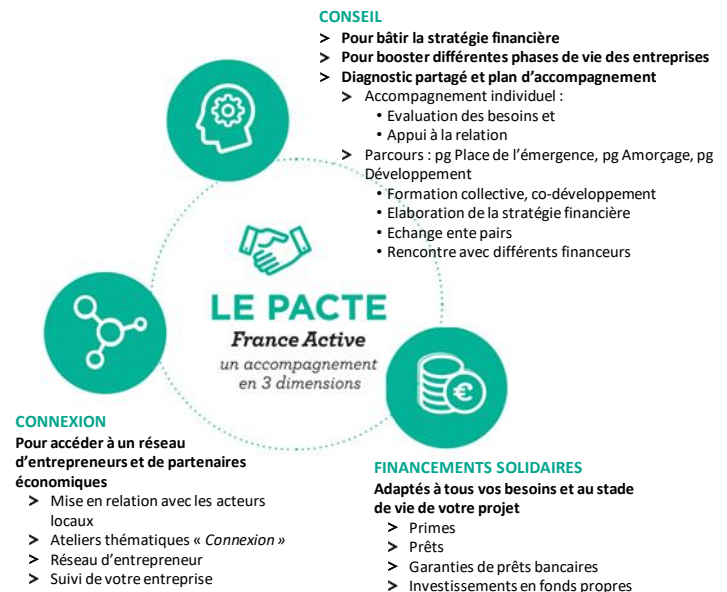 CONSEIL
> Pour bâtir la stratégie financière
> Pour booster différentes phases de vie des entreprises
> Diagnostic partagé et plan d'accompagnement
> Accompagnement individuel :
• Evaluation des besoins et
• Appui à la relation
> Parcours : pg Place de l'émergence, pg Amorçage, pg
Développement
• Formation collective, co-développement
• Elaboration de la stratégie financière
• Echange ente pairs
• Rencontre avec différents financeurs
LE PACTE
France Active
un accompagnement
en 3 dimensions
€
CONNEXION
Pour accéder à un réseau
d'entrepreneurs et de partenaires
économiques
> Mise en relation avec les acteurs
locaux
> Ateliers thématiques « Connexion »
> Réseau d'entrepreneur
> Suivi de votre entreprise
FINANCEMENTS SOLIDAIRES
Adaptés à tous vos besoins et au stade
de vie de votre projet
> Primes
> Prêts
> Garanties de prêts bancaires
> Investissements en fonds propres